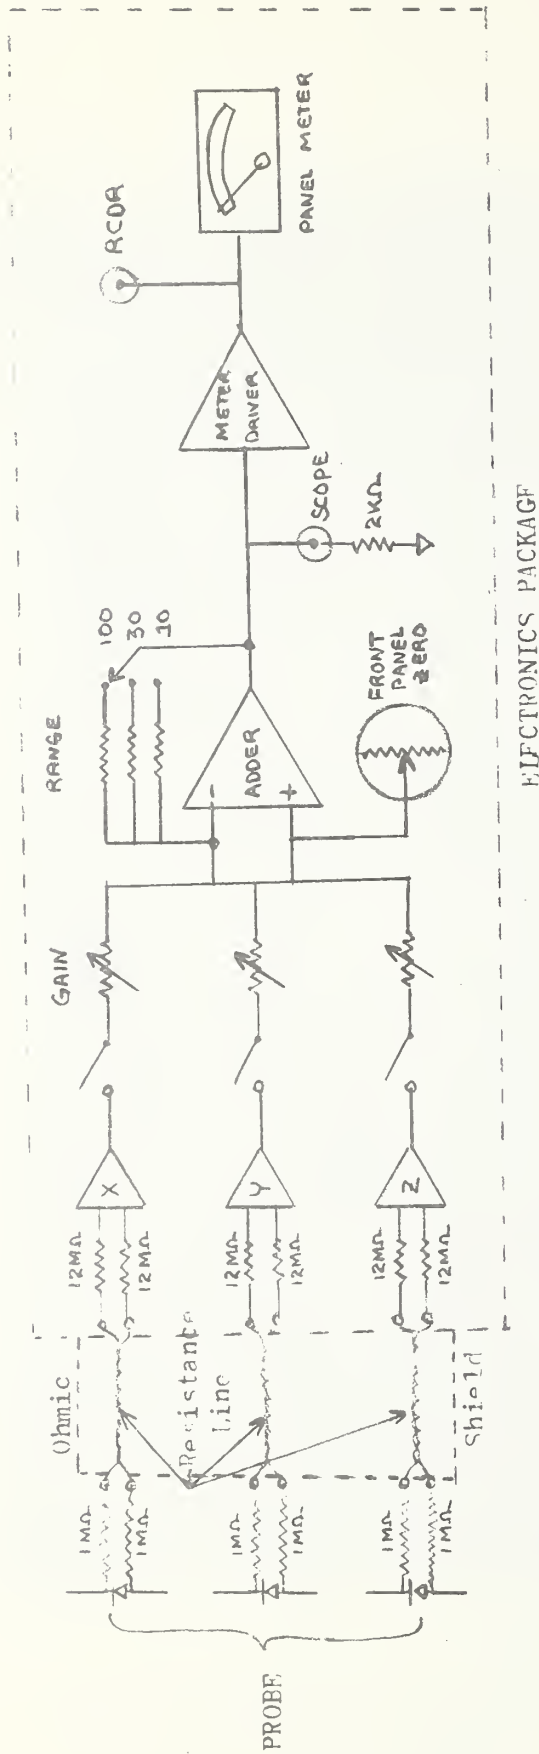 PROBE
1MΩ
1MΩ
1MΩ
1MΩ
1MΩ
1MΩ
Ohmic
Shield
Resistance
Line
12MΩ
12MΩ
12MΩ
12MΩ
12MΩ
12MΩ
X
Y
Z
GAIN
RANGE
100
30
10
-
ADDER
+
FRONT
PANEL
ZERO
SCOPE
2KΩ
METER
DRIVER
RCDR
PANEL METER
ELECTRONICS PACKAGE